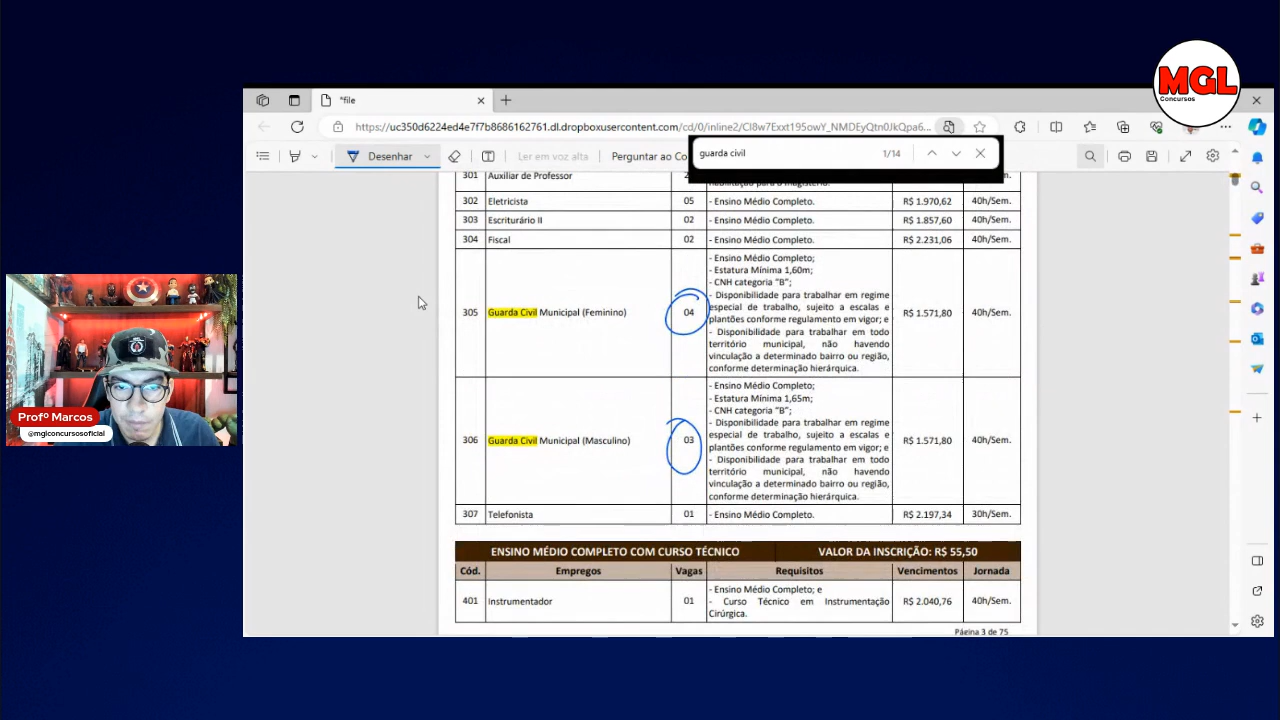 MGL
Concursos
*file
https://uc350d6224ed4e7f7b8686162761.dl.dropboxusercontent.com/cd/0/inline2/CI8w7Exxt195owY_NMDEyQtn0JkQpa6...
Desenhar
Ler em voz alta
Perguntar ao Co
guarda civil
1/14
301 Auxiliar de Professor
302 Eletricista 05 - Ensino Médio Completo. R$ 1.970,62 40h/Sem.
303 Escriturário II 02 - Ensino Médio Completo. R$ 1.857,60 40h/Sem.
304 Fiscal 02 - Ensino Médio Completo. R$ 2.231,06 40h/Sem.
- Ensino Médio Completo;
- Estatura Mínima 1,60m;
- CNH categoria "B";
- Disponibilidade para trabalhar em regime
especial de trabalho, sujeito a escalas e
305 Guarda Civil Municipal (Feminino) 04 plantões conforme regulamento em vigor; e R$ 1.571,80 40h/Sem.
- Disponibilidade para trabalhar em todo
território municipal, não havendo
vinculação a determinado bairro ou região,
conforme determinação hierárquica.
- Ensino Médio Completo;
- Estatura Mínima 1,65m;
- CNH categoria "B";
- Disponibilidade para trabalhar em regime
especial de trabalho, sujeito a escalas e
306 Guarda Civil Municipal (Masculino) 03 plantões conforme regulamento em vigor; e R$ 1.571,80 40h/Sem.
- Disponibilidade para trabalhar em todo
território municipal, não havendo
vinculação a determinado bairro ou região,
conforme determinação hierárquica.
307 Telefonista 01 - Ensino Médio Completo. R$ 2.197,34 30h/Sem.
ENSINO MÉDIO COMPLETO COM CURSO TÉCNICO VALOR DA INSCRIÇÃO: R$ 55,50
Cód. Empregos Vagas Requisitos Vencimentos Jornada
- Ensino Médio Completo; e
401 Instrumentador 01 - Curso Técnico em Instrumentação R$ 2.040,76 40h/Sem.
Cirúrgica.
Página 3 de 75
Profº Marcos
@mglconcursosoficial